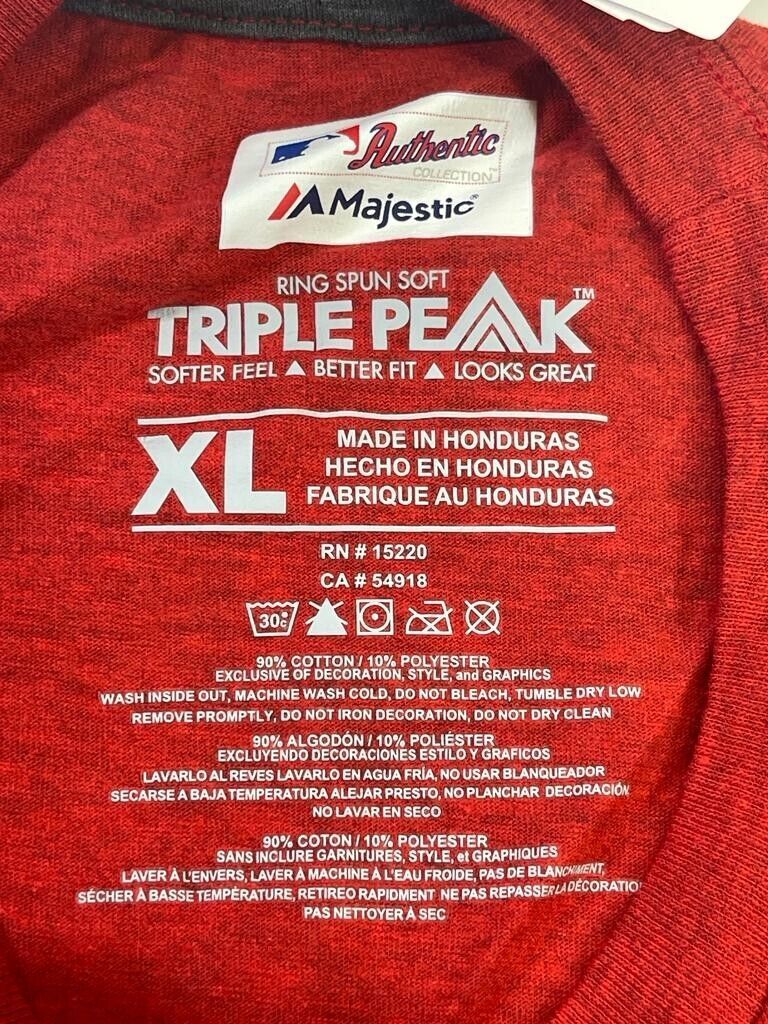 Authentic
COLLECTION™
Majestic®
RING SPUN SOFT
TRIPLE PEAK™
SOFTER FEEL ▲ BETTER FIT ▲ LOOKS GREAT
XL
MADE IN HONDURAS
HECHO EN HONDURAS
FABRIQUE AU HONDURAS
RN # 15220
CA # 54918
30c
90% COTTON / 10% POLYESTER
EXCLUSIVE OF DECORATION, STYLE, and GRAPHICS
WASH INSIDE OUT, MACHINE WASH COLD, DO NOT BLEACH, TUMBLE DRY LOW
REMOVE PROMPTLY, DO NOT IRON DECORATION, DO NOT DRY CLEAN
90% ALGODÓN / 10% POLIÉSTER
EXCLUYENDO DECORACIONES ESTILO Y GRAFICOS
LAVARLO AL REVES LAVARLO EN AGUA FRÍA, NO USAR BLANQUEADOR
SECARSE A BAJA TEMPERATURA ALEJAR PRESTO, NO PLANCHAR DECORACIÓN
NO LAVAR EN SECO
90% COTON / 10% POLYESTER
SANS INCLURE GARNITURES, STYLE, et GRAPHIQUES
LAVER À L'ENVERS, LAVER À MACHINE À L'EAU FROIDE, PAS DE BLANCHIMENT,
SÉCHER À BASSE TEMPÉRATURE, RETIREO RAPIDMENT NE PAS REPASSER LA DÉCORATIO
PAS NETTOYER À SEC